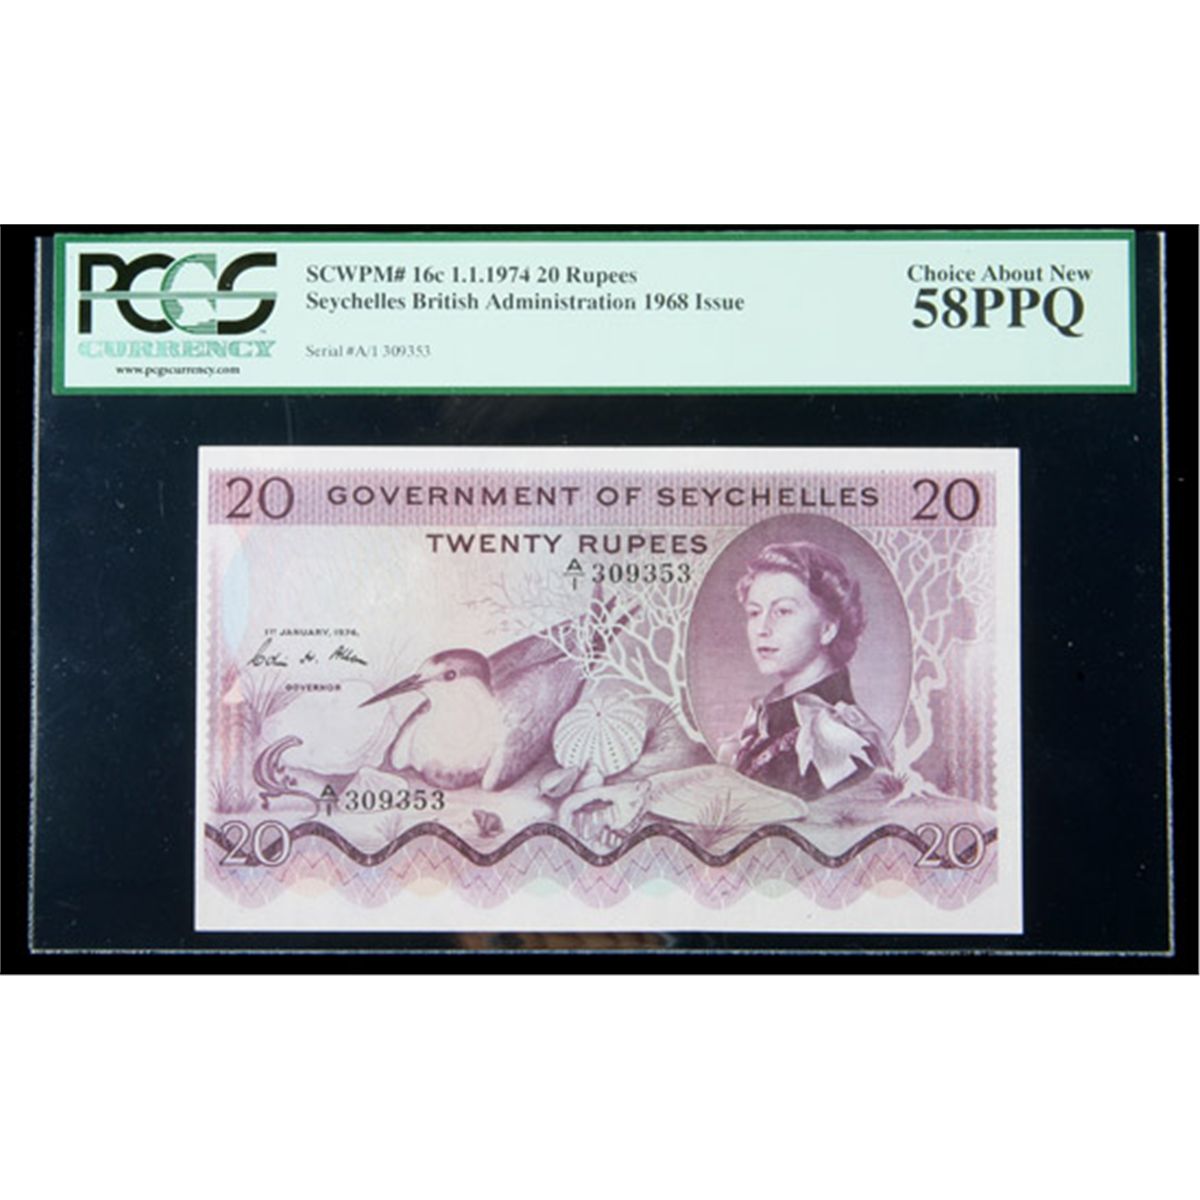 PCGS
CURRENCY
www.pcgscurrency.com
SCWPM# 16c 1.1.1974 20 Rupees
Seychelles British Administration 1968 Issue
Serial #A/1 309353
Choice About New
58PPQ
20 GOVERNMENT OF SEYCHELLES 20
TWENTY RUPEES
A/1 309353
1ST JANUARY, 1974.
GOVERNOR
A/1 309353
20 20